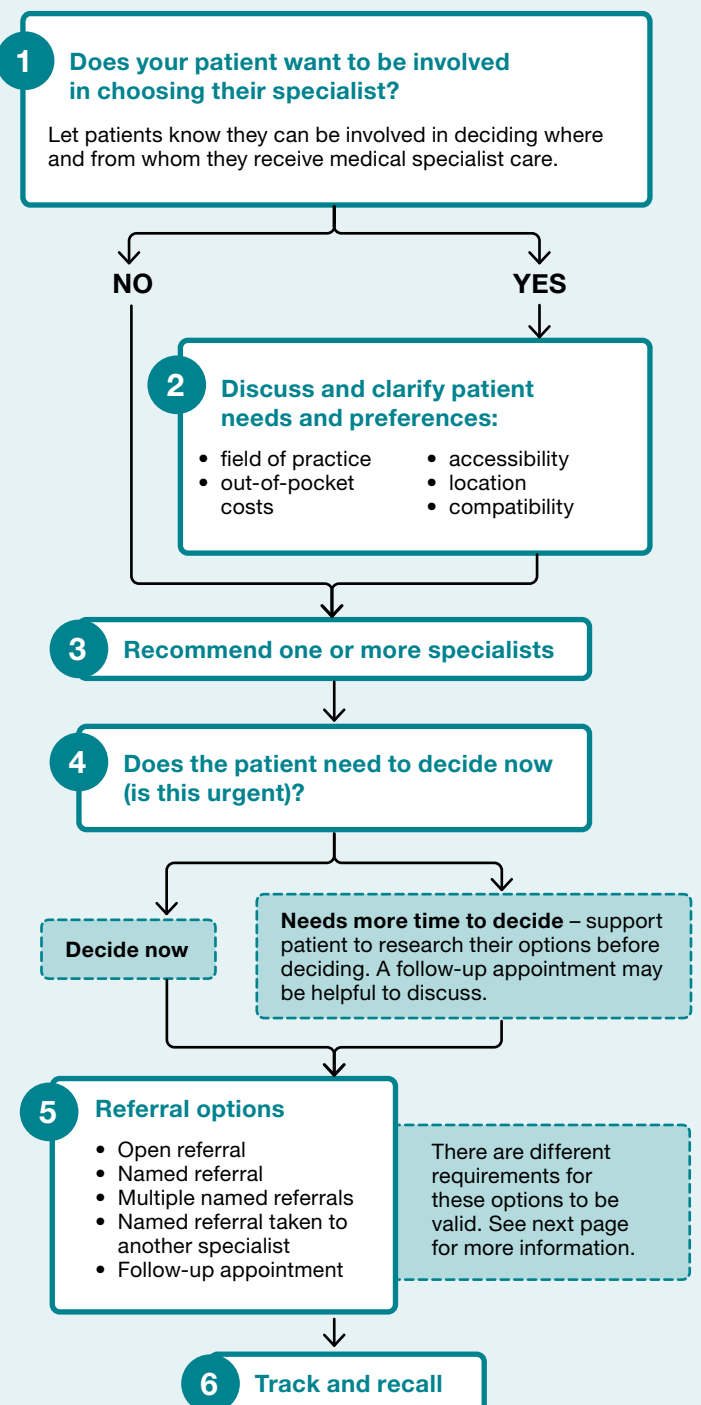 1
Does your patient want to be involved
in choosing their specialist?
Let patients know they can be involved in deciding where
and from whom they receive medical specialist care.
NO
YES
2
Discuss and clarify patient
needs and preferences:
• field of practice
• out-of-pocket
costs
• accessibility
• location
• compatibility
3
Recommend one or more specialists
4
Does the patient need to decide now
(is this urgent)?
Decide now
Needs more time to decide – support
patient to research their options before
deciding. A follow-up appointment may
be helpful to discuss.
5
Referral options
• Open referral
• Named referral
• Multiple named referrals
• Named referral taken to
another specialist
• Follow-up appointment
There are different
requirements for
these options to be
valid. See next page
for more information.
6
Track and recall